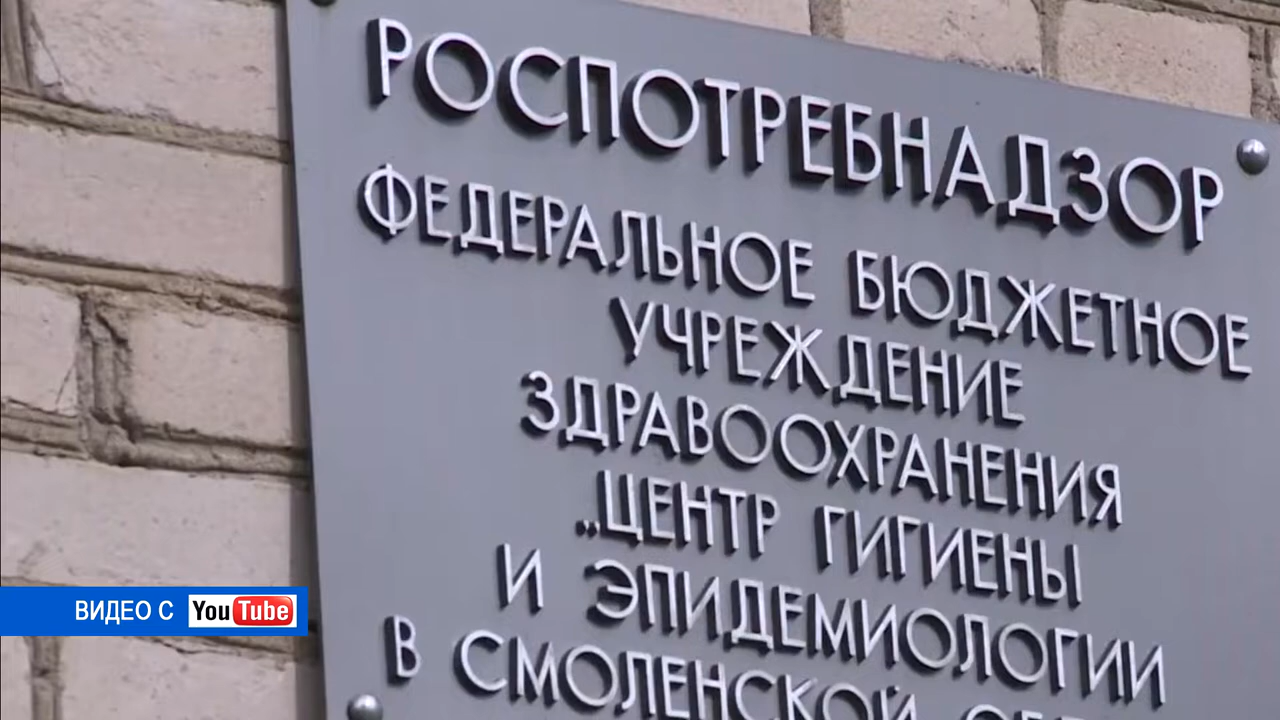 РОСПОТРЕБНАДЗОР
ФЕДЕРАЛЬНОЕ БЮДЖЕТНОЕ
УЧРЕЖДЕНИЕ
ЗДРАВООХРАНЕНИЯ
„ЦЕНТР ГИГИЕНЫ
И ЭПИДЕМИОЛОГИИ
В СМОЛЕНСКОЙ
ВИДЕО С YouTube